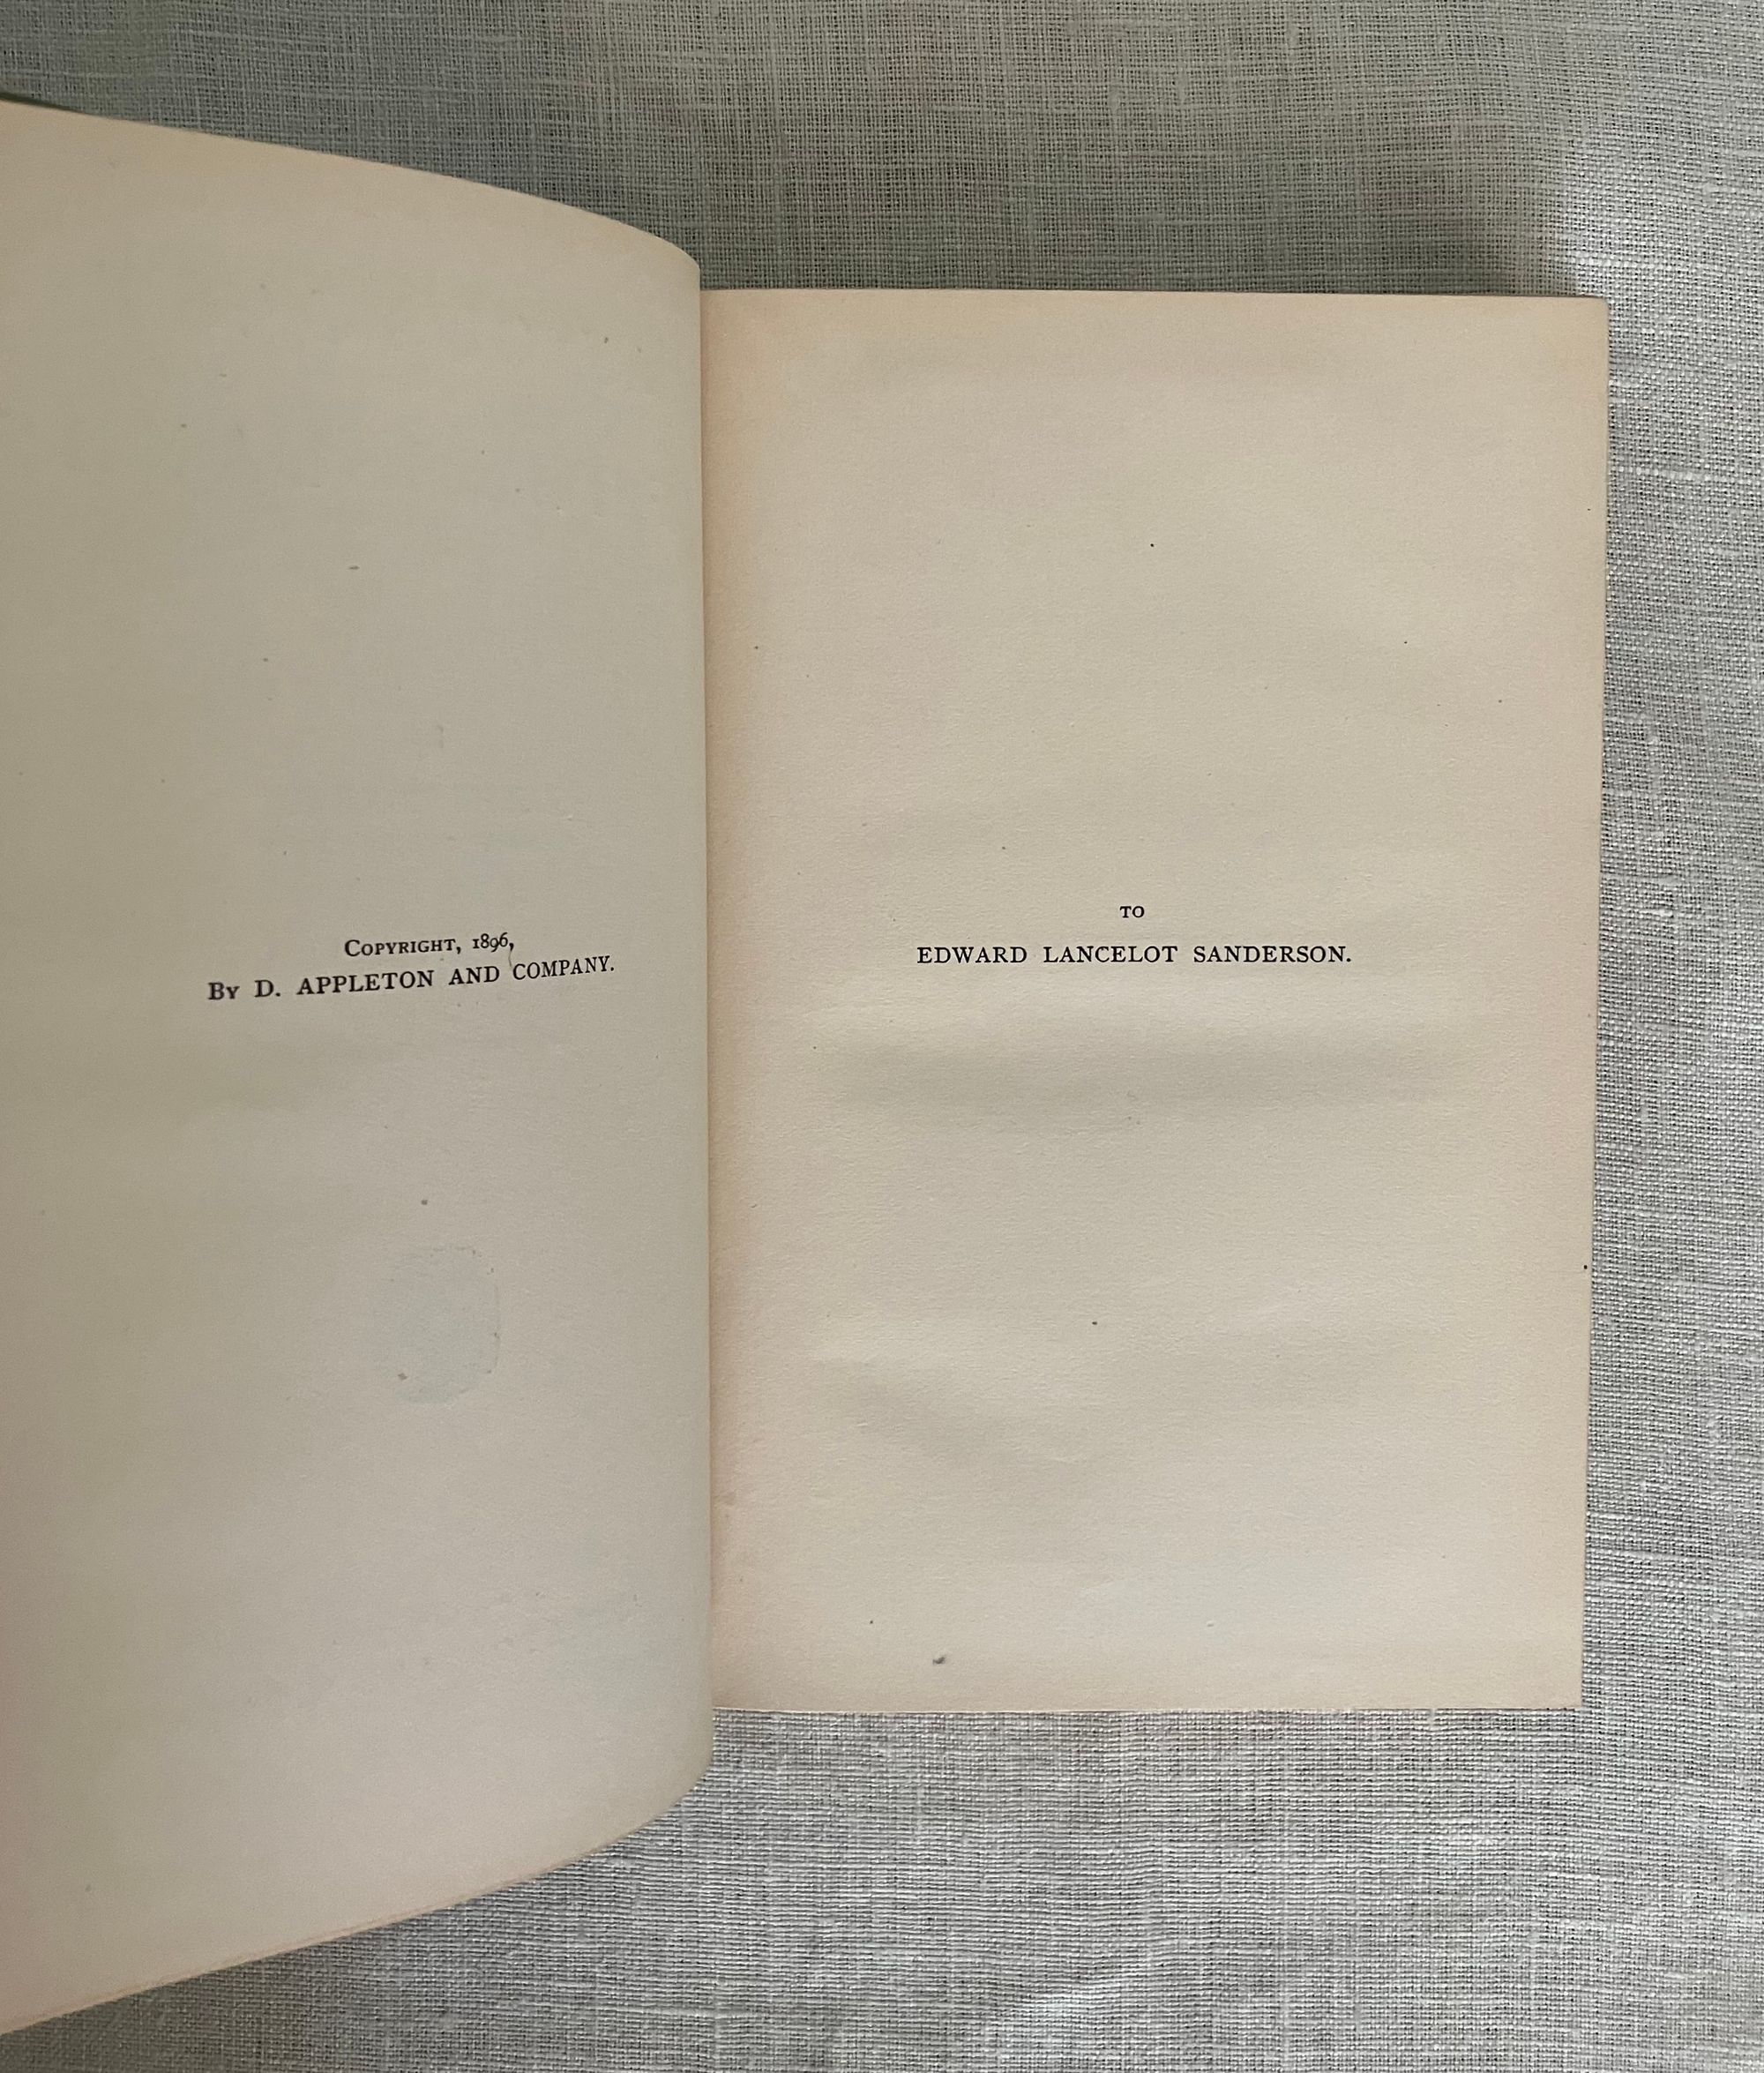 Copyright, 1896,
By D. APPLETON AND COMPANY.
TO
EDWARD LANCELOT SANDERSON.